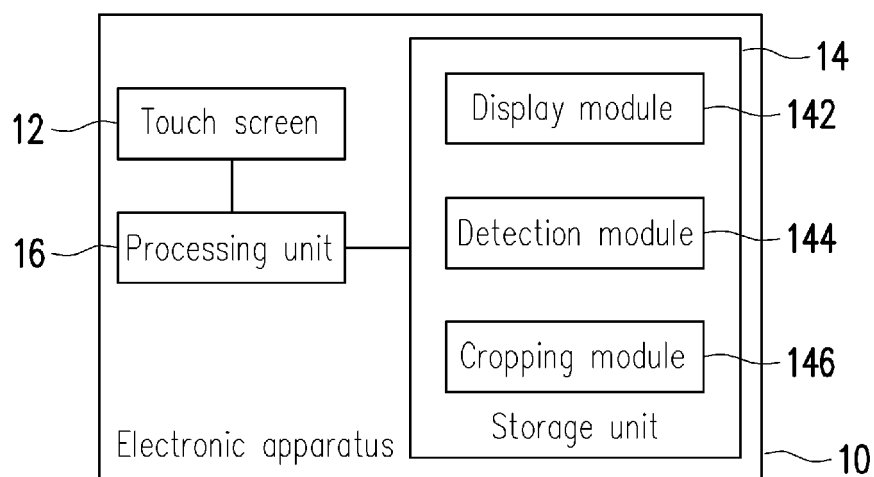 14
Display module
142
12
Touch screen
16
Processing unit
Detection module
144
Cropping module
146
Storage unit
Electronic apparatus
10